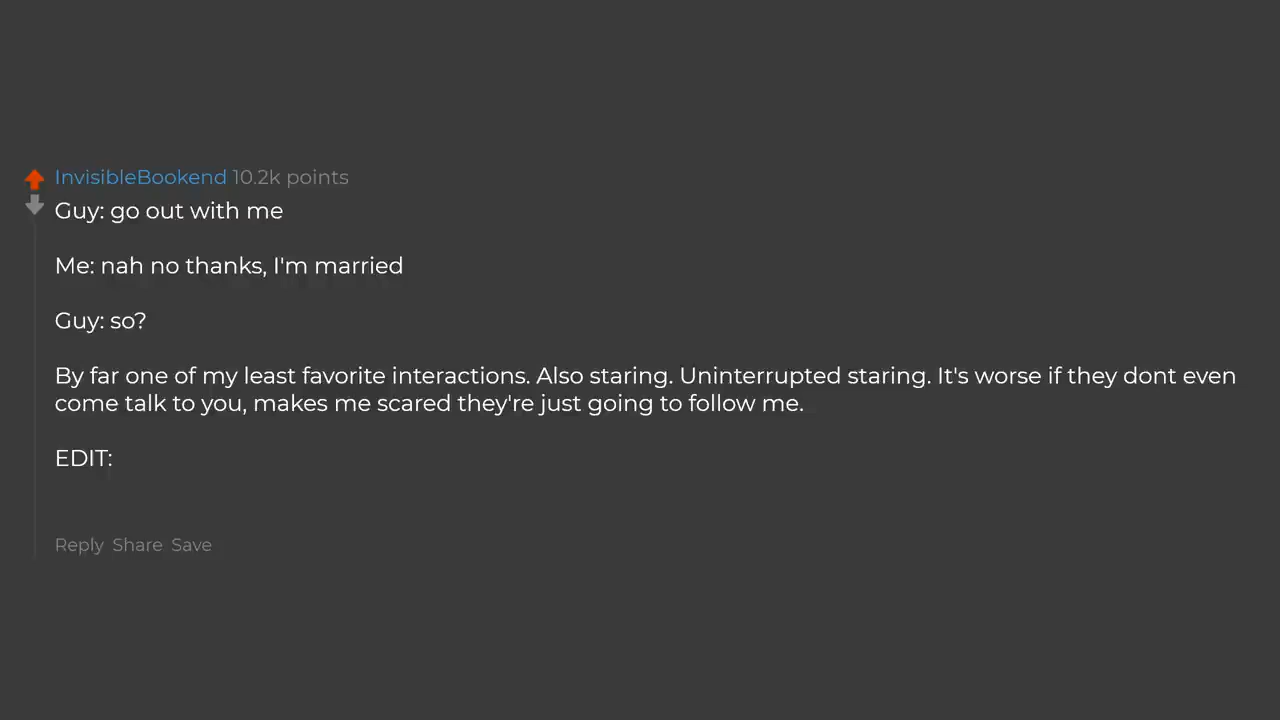 InvisibleBookend 10.2k points
Guy: go out with me
Me: nah no thanks, I'm married
Guy: so?
By far one of my least favorite interactions. Also staring. Uninterrupted staring. It's worse if they dont even
come talk to you, makes me scared they're just going to follow me.
EDIT:
Reply Share Save